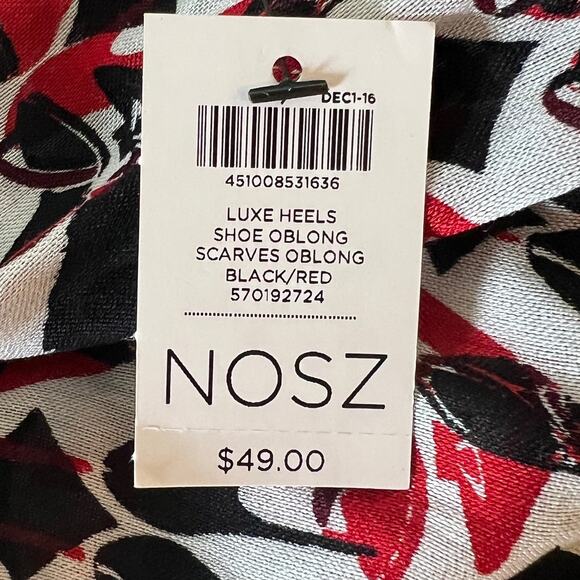 DEC1-16
451008531636
LUXE HEELS
SHOE OBLONG
SCARVES OBLONG
BLACK/RED
570192724
NOSZ
$49.00